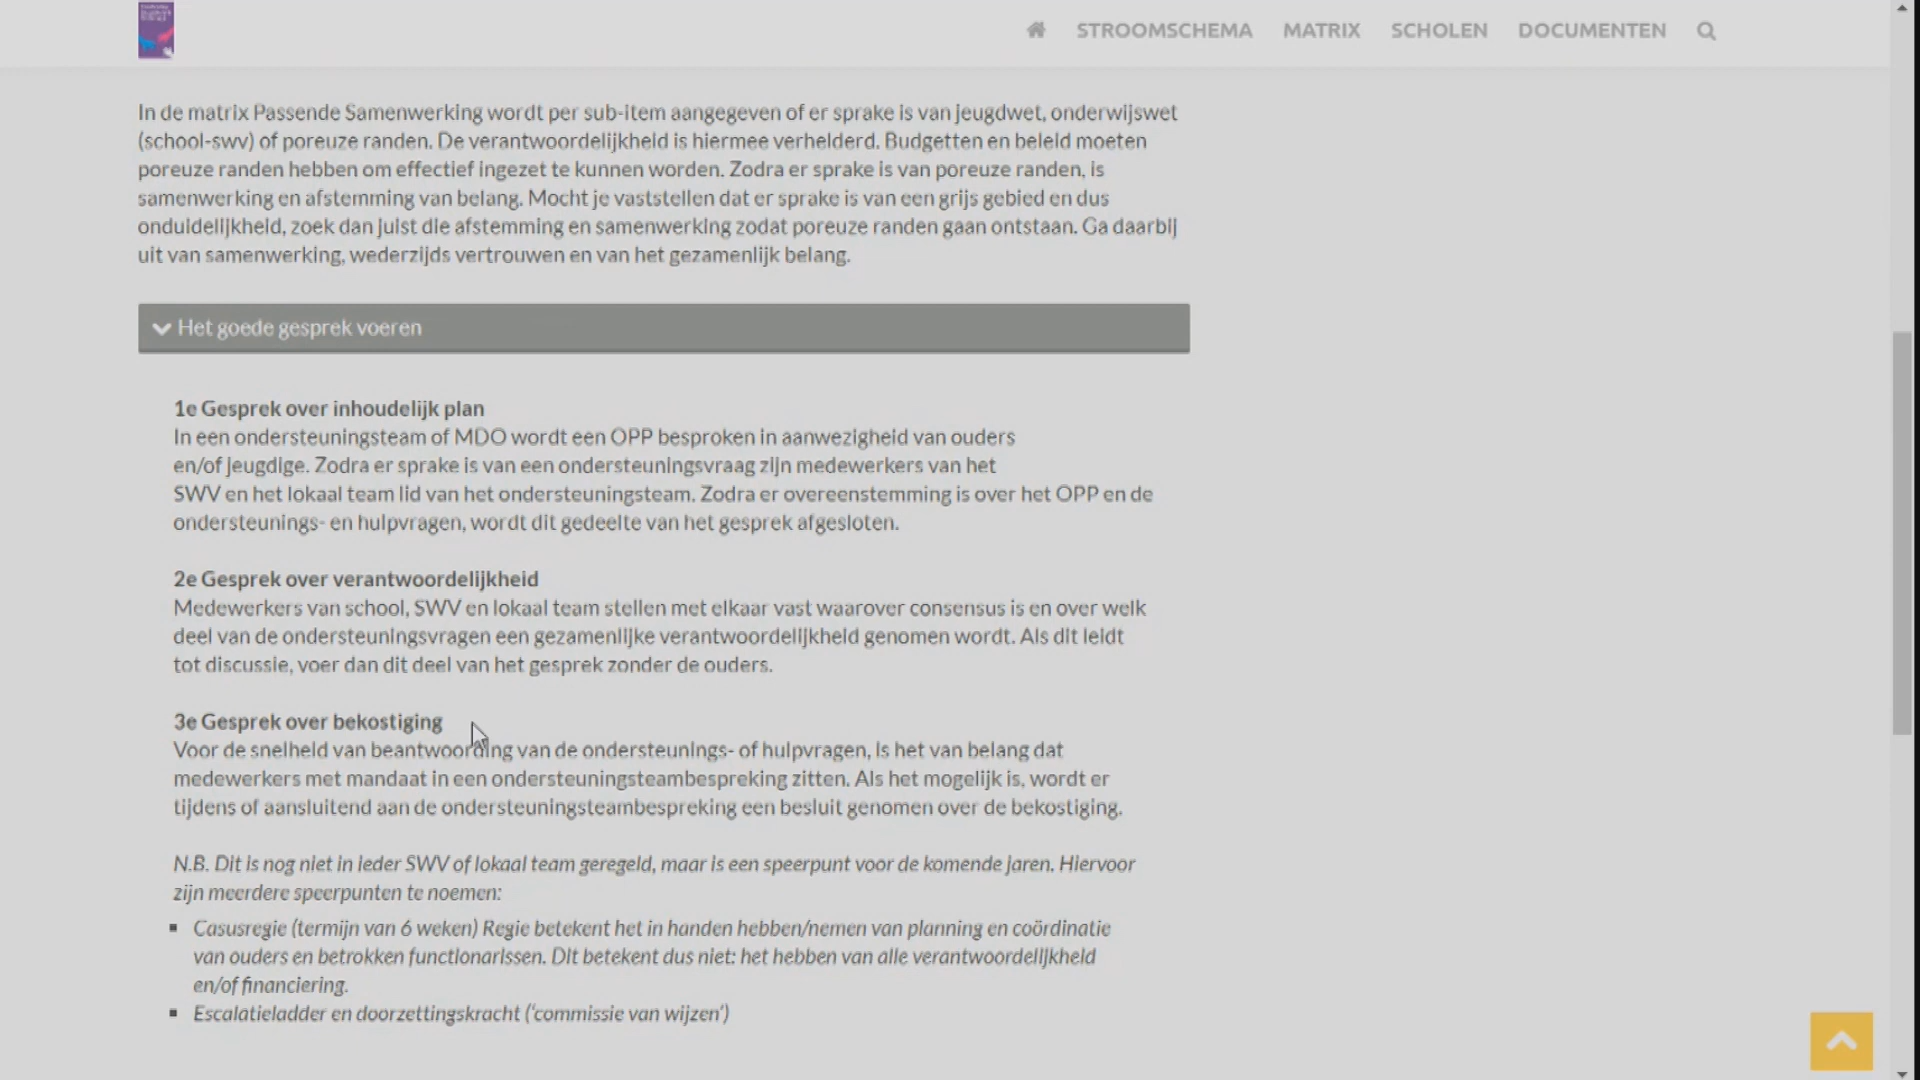 STROOMSCHEMA MATRIX SCHOLEN DOCUMENTEN
In de matrix Passende Samenwerking wordt per sub-item aangegeven of er sprake is van jeugdwet, onderwijswet
(school-swv) of poreuze randen. De verantwoordelijkheid is hiermee verhelderd. Budgetten en beleid moeten
poreuze randen hebben om effectief ingezet te kunnen worden. Zodra er sprake is van poreuze randen, is
samenwerking en afstemming van belang. Mocht je vaststellen dat er sprake is van een grijs gebied en dus
onduidelijkheid, zoek dan juist die afstemming en samenwerking zodat poreuze randen gaan ontstaan. Ga daarbij
uit van samenwerking, wederzijds vertrouwen en van het gezamenlijk belang.
Het goede gesprek voeren
1e Gesprek over inhoudelijk plan
In een ondersteuningsteam of MDO wordt een OPP besproken in aanwezigheid van ouders
en/of jeugdige. Zodra er sprake is van een ondersteuningsvraag zijn medewerkers van het
SWV en het lokaal team lid van het ondersteuningsteam. Zodra er overeenstemming is over het OPP en de
ondersteunings- en hulpvragen, wordt dit gedeelte van het gesprek afgesloten.
2e Gesprek over verantwoordelijkheid
Medewerkers van school, SWV en lokaal team stellen met elkaar vast waarover consensus is en over welk
deel van de ondersteuningsvragen een gezamenlijke verantwoordelijkheid genomen wordt. Als dit leidt
tot discussie, voer dan dit deel van het gesprek zonder de ouders.
3e Gesprek over bekostiging
Voor de snelheid van beantwoording van de ondersteunings- of hulpvragen, is het van belang dat
medewerkers met mandaat in een ondersteuningsteambespreking zitten. Als het mogelijk is, wordt er
tijdens of aansluitend aan de ondersteuningsteambespreking een besluit genomen over de bekostiging.
N.B. Dit is nog niet in ieder SWV of lokaal team geregeld, maar is een speerpunt voor de komende jaren. Hiervoor
zijn meerdere speerpunten te noemen:
▪ Casusregie (termijn van 6 weken) Regie betekent het in handen hebben/nemen van planning en coördinatie
van ouders en betrokken functionarissen. Dit betekent dus niet: het hebben van alle verantwoordelijkheid
en/of financiering.
▪ Escalatieladder en doorzettingskracht (‘commissie van wijzen’)